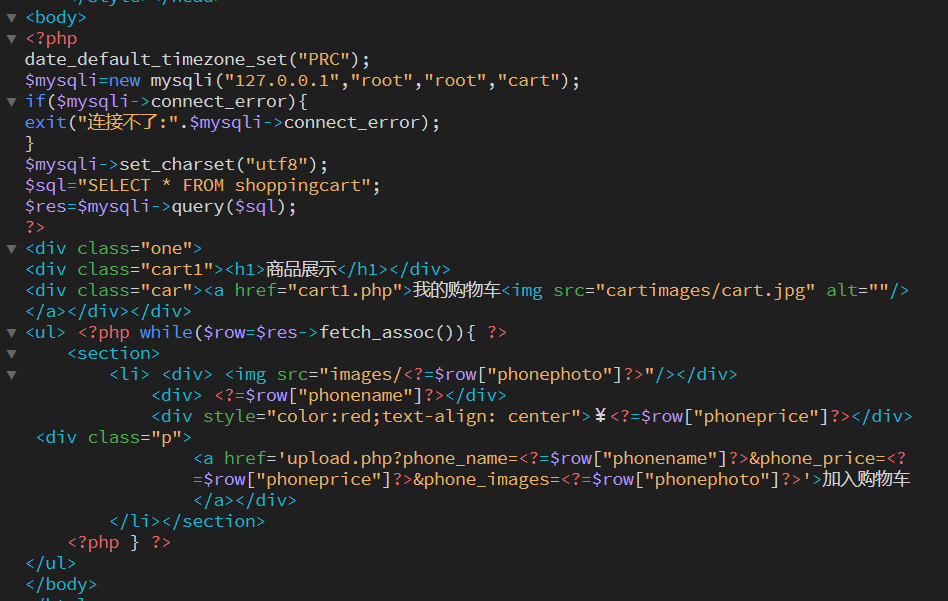 <body>
<?php
date_default_timezone_set("PRC");
$mysqli=new mysqli("127.0.0.1","root","root","cart");
if($mysqli->connect_error){
exit("连接不了:".$mysqli->connect_error);
}
$mysqli->set_charset("utf8");
$sql="SELECT * FROM shoppingcart";
$res=$mysqli->query($sql);
?>
<div class="one">
<div class="cart1"><h1>商品展示</h1></div>
<div class="car"><a href="cart1.php">我的购物车<img src="cartimages/cart.jpg" alt=""/>
</a></div></div>
<ul> <?php while($row=$res->fetch_assoc()){ ?>
<section>
<li> <div> <img src="images/<?=$row["phonephoto"]?>"/></div>
<div> <?=$row["phonename"]?></div>
<div style="color:red;text-align: center">¥<?=$row["phoneprice"]?></div>
<div class="p">
<a href='upload.php?phone_name=<?=$row["phonename"]?>&phone_price=<?
=$row["phoneprice"]?>&phone_images=<?=$row["phonephoto"]?>'>加入购物车
</a></div>
</li></section>
<?php } ?>
</ul>
</body>